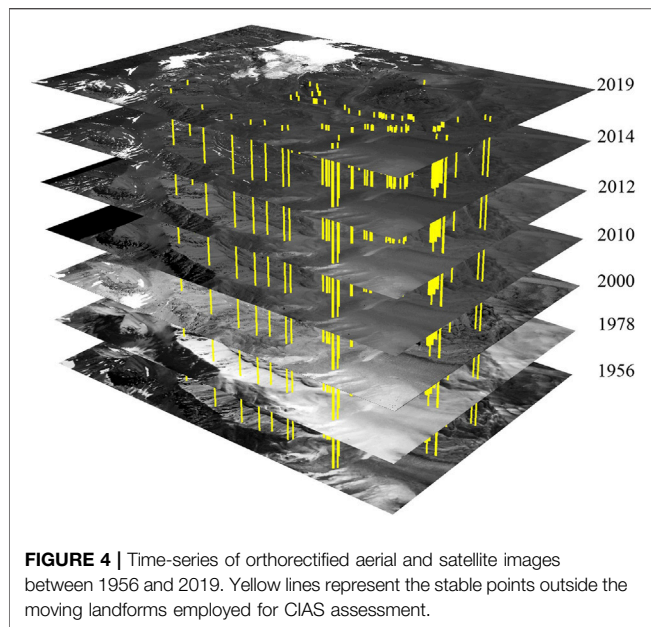 2019
2014
2012
2010
2000
1978
1956
FIGURE 4 | Time-series of orthorectified aerial and satellite images
between 1956 and 2019. Yellow lines represent the stable points outside the
moving landforms employed for CIAS assessment.